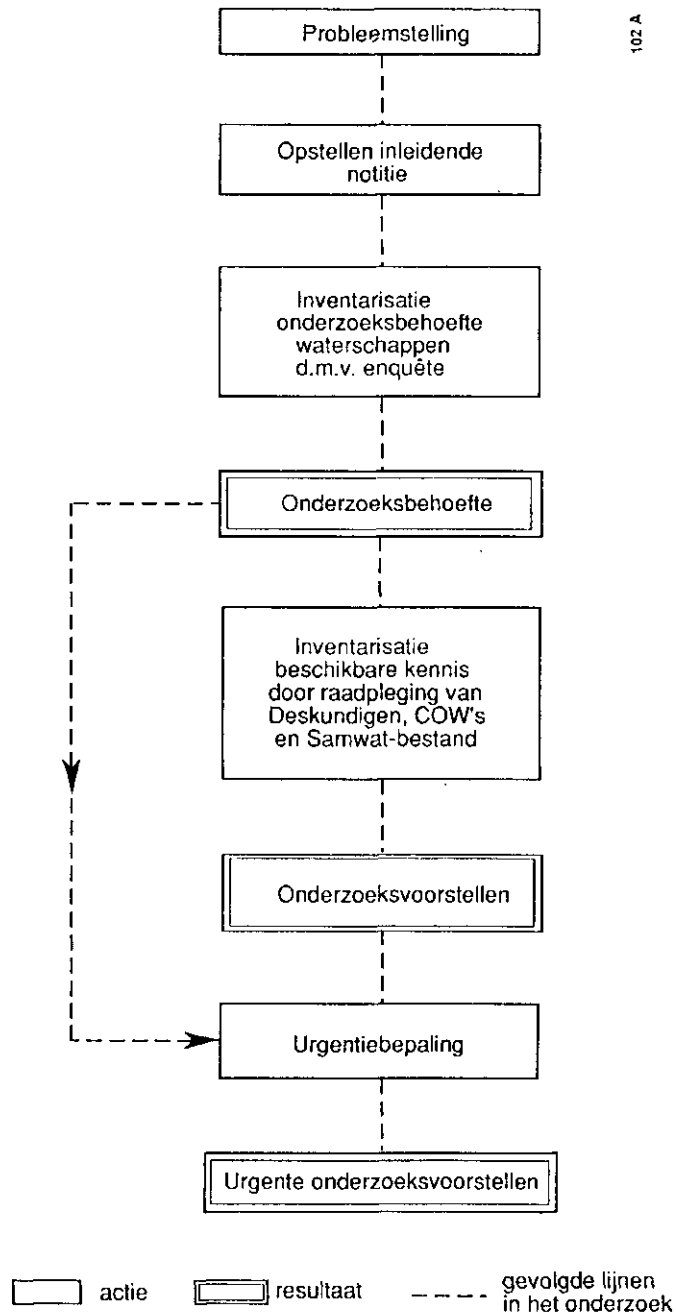 Probleemstelling
102 A
Opstellen inleidende
notitie
Inventarisatie
onderzoeksbehoefte
waterschappen
d.m.v. enquête
Onderzoeksbehoefte
Inventarisatie
beschikbare kennis
door raadpleging van
Deskundigen, COW's
en Samwat-bestand
Onderzoeksvoorstellen
Urgentiebepaling
Urgente onderzoeksvoorstellen
actie
resultaat
gevolgde lijnen
in het onderzoek